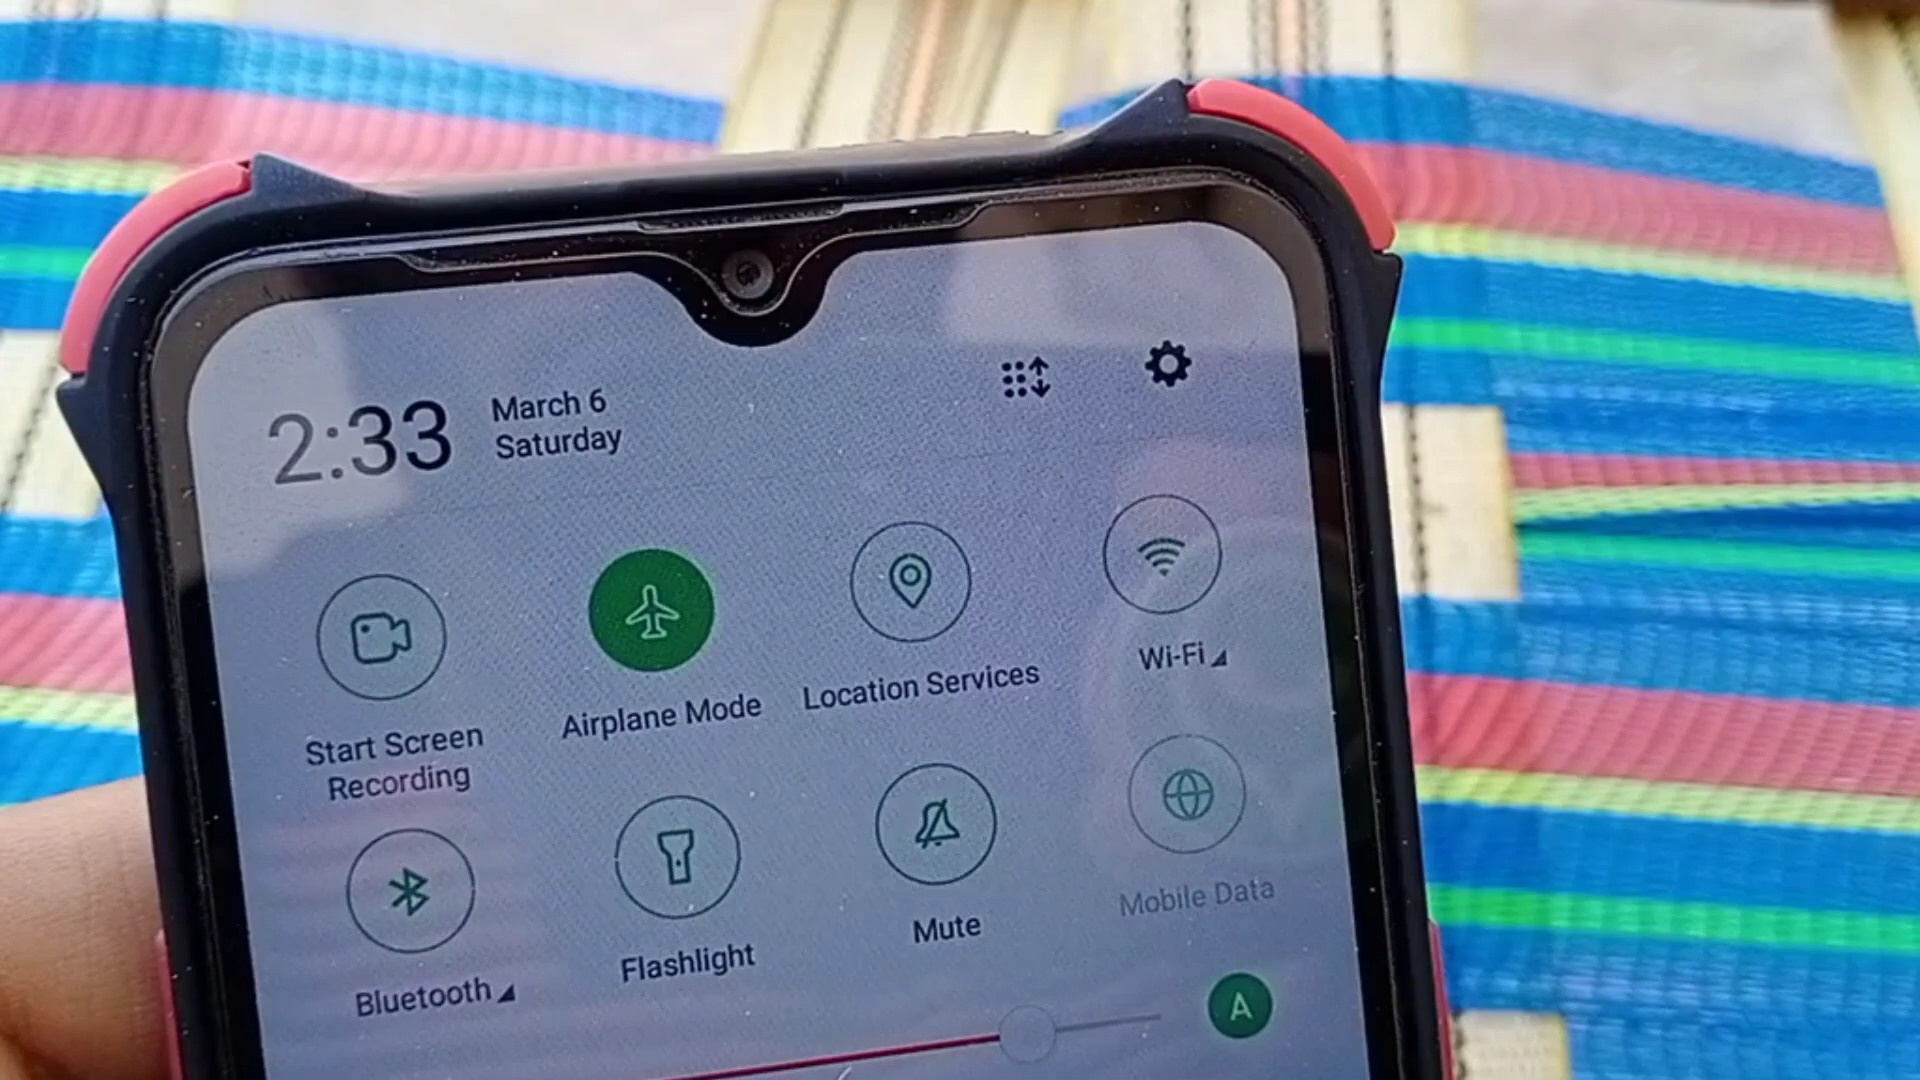 2:33
March 6
Saturday
Start Screen
Recording
Airplane Mode
Location Services
Wi-Fi
Bluetooth
Flashlight
Mute
Mobile Data
A